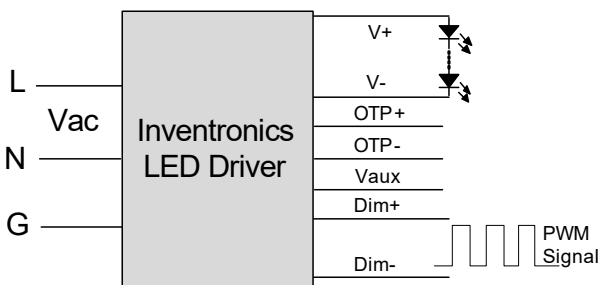 L
Vac
N
G
Inventronics
LED Driver
V+
V-
OTP+
OTP-
Vaux
Dim+
Dim-
PWM
Signal